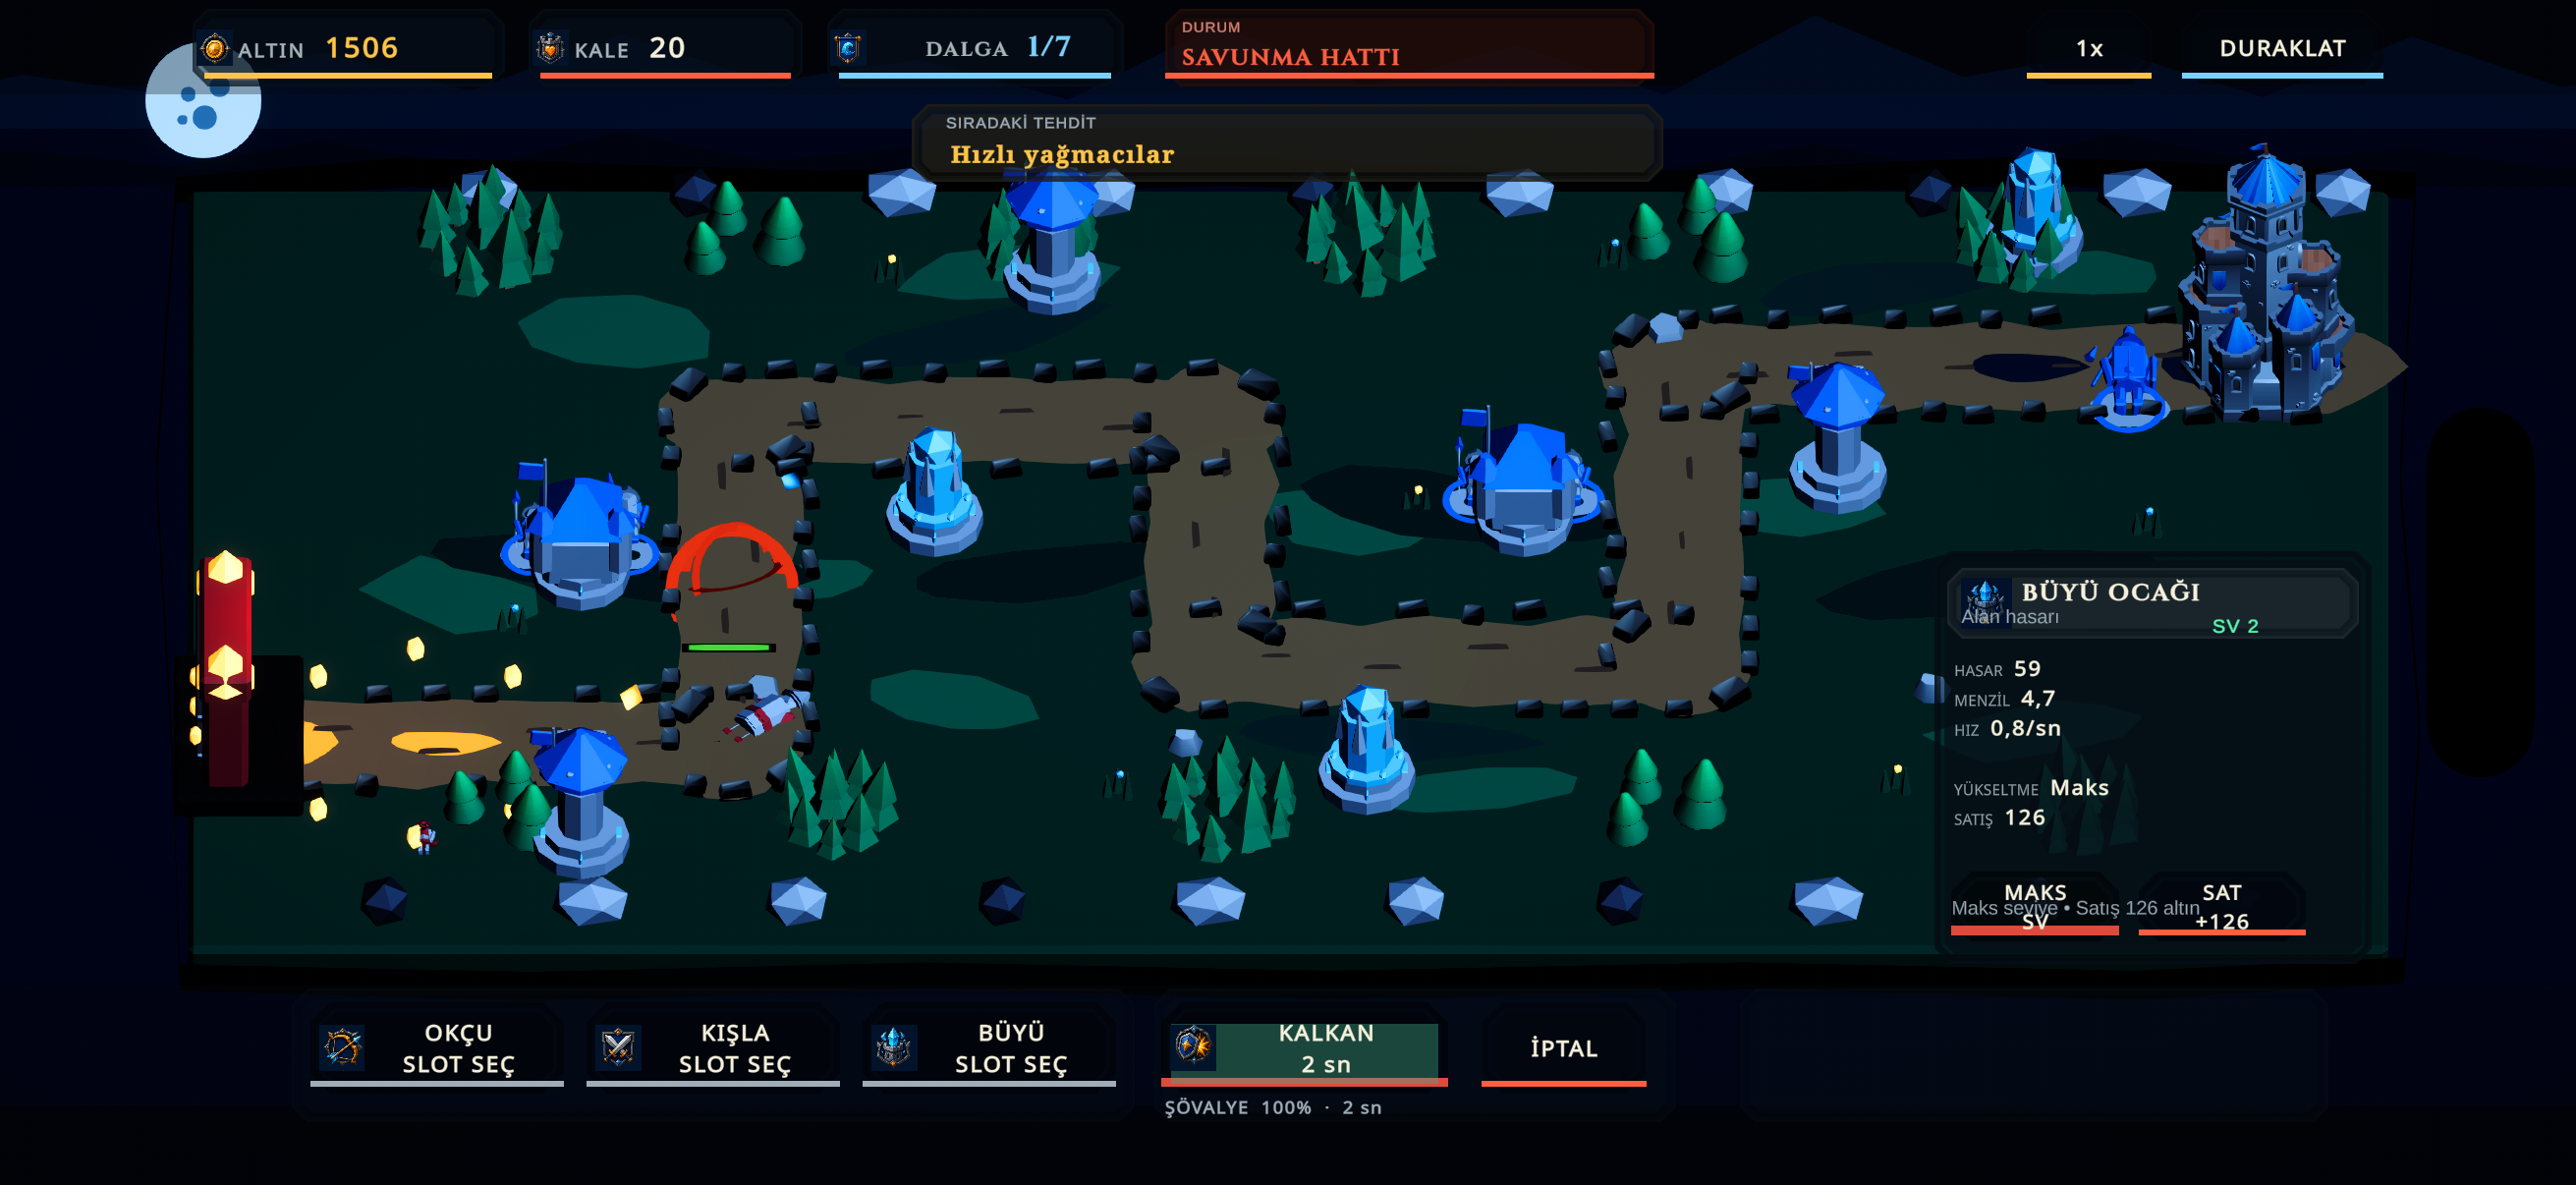 ALTIN 1506
KALE 20
DALGA 1/7
DURUM
SAVUNMA HATTI
1x
DURAKLAT
SIRADAKİ TEHDİT
Hızlı yağmacılar
BÜYÜ OCAĞI
Alan hasarı
SV 2
HASAR 59
MENZİL 4,7
HIZ 0,8/sn
YÜKSELTME Maks
SATIŞ 126
MAKS
SV
SAT
+126
Maks seviye • Satış 126 altın
OKÇU
SLOT SEÇ
KIŞLA
SLOT SEÇ
BÜYÜ
SLOT SEÇ
KALKAN
2 sn
İPTAL
ŞÖVALYE 100% · 2 sn